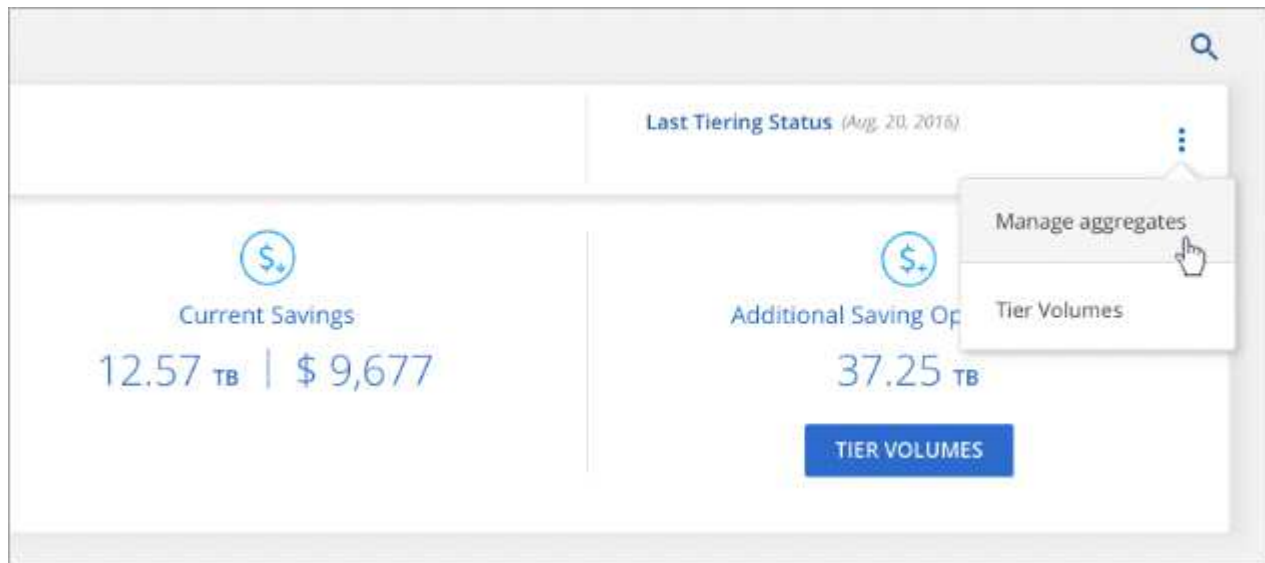 Last Tiering Status (Aug, 20, 2016)
Manage aggregates
Tier Volumes
Current Savings
12.57 TB | $ 9,677
Additional Saving Op
37.25 TB
TIER VOLUMES